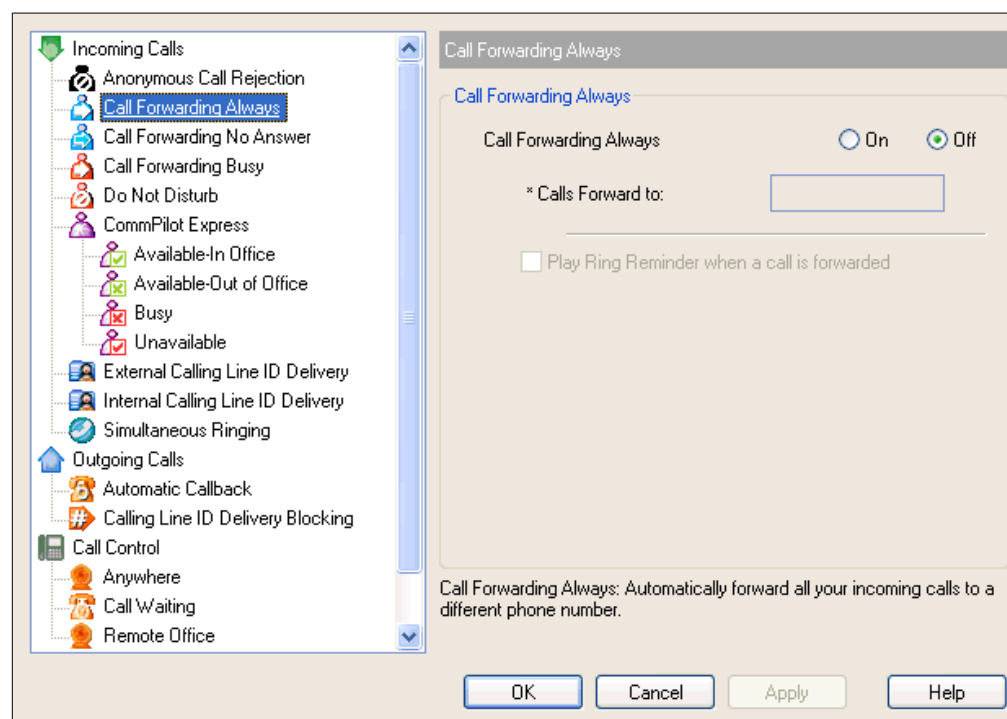 Incoming Calls
Anonymous Call Rejection
Call Forwarding Always
Call Forwarding No Answer
Call Forwarding Busy
Do Not Disturb
CommPilot Express
Available-In Office
Available-Out of Office
Busy
Unavailable
External Calling Line ID Delivery
Internal Calling Line ID Delivery
Simultaneous Ringing
Outgoing Calls
Automatic Callback
Calling Line ID Delivery Blocking
Call Control
Anywhere
Call Waiting
Remote Office
Call Forwarding Always
Call Forwarding Always
Call Forwarding Always On Off
* Calls Forward to:
Play Ring Reminder when a call is forwarded
Call Forwarding Always: Automatically forward all your incoming calls to a
different phone number.
OK Cancel Apply Help